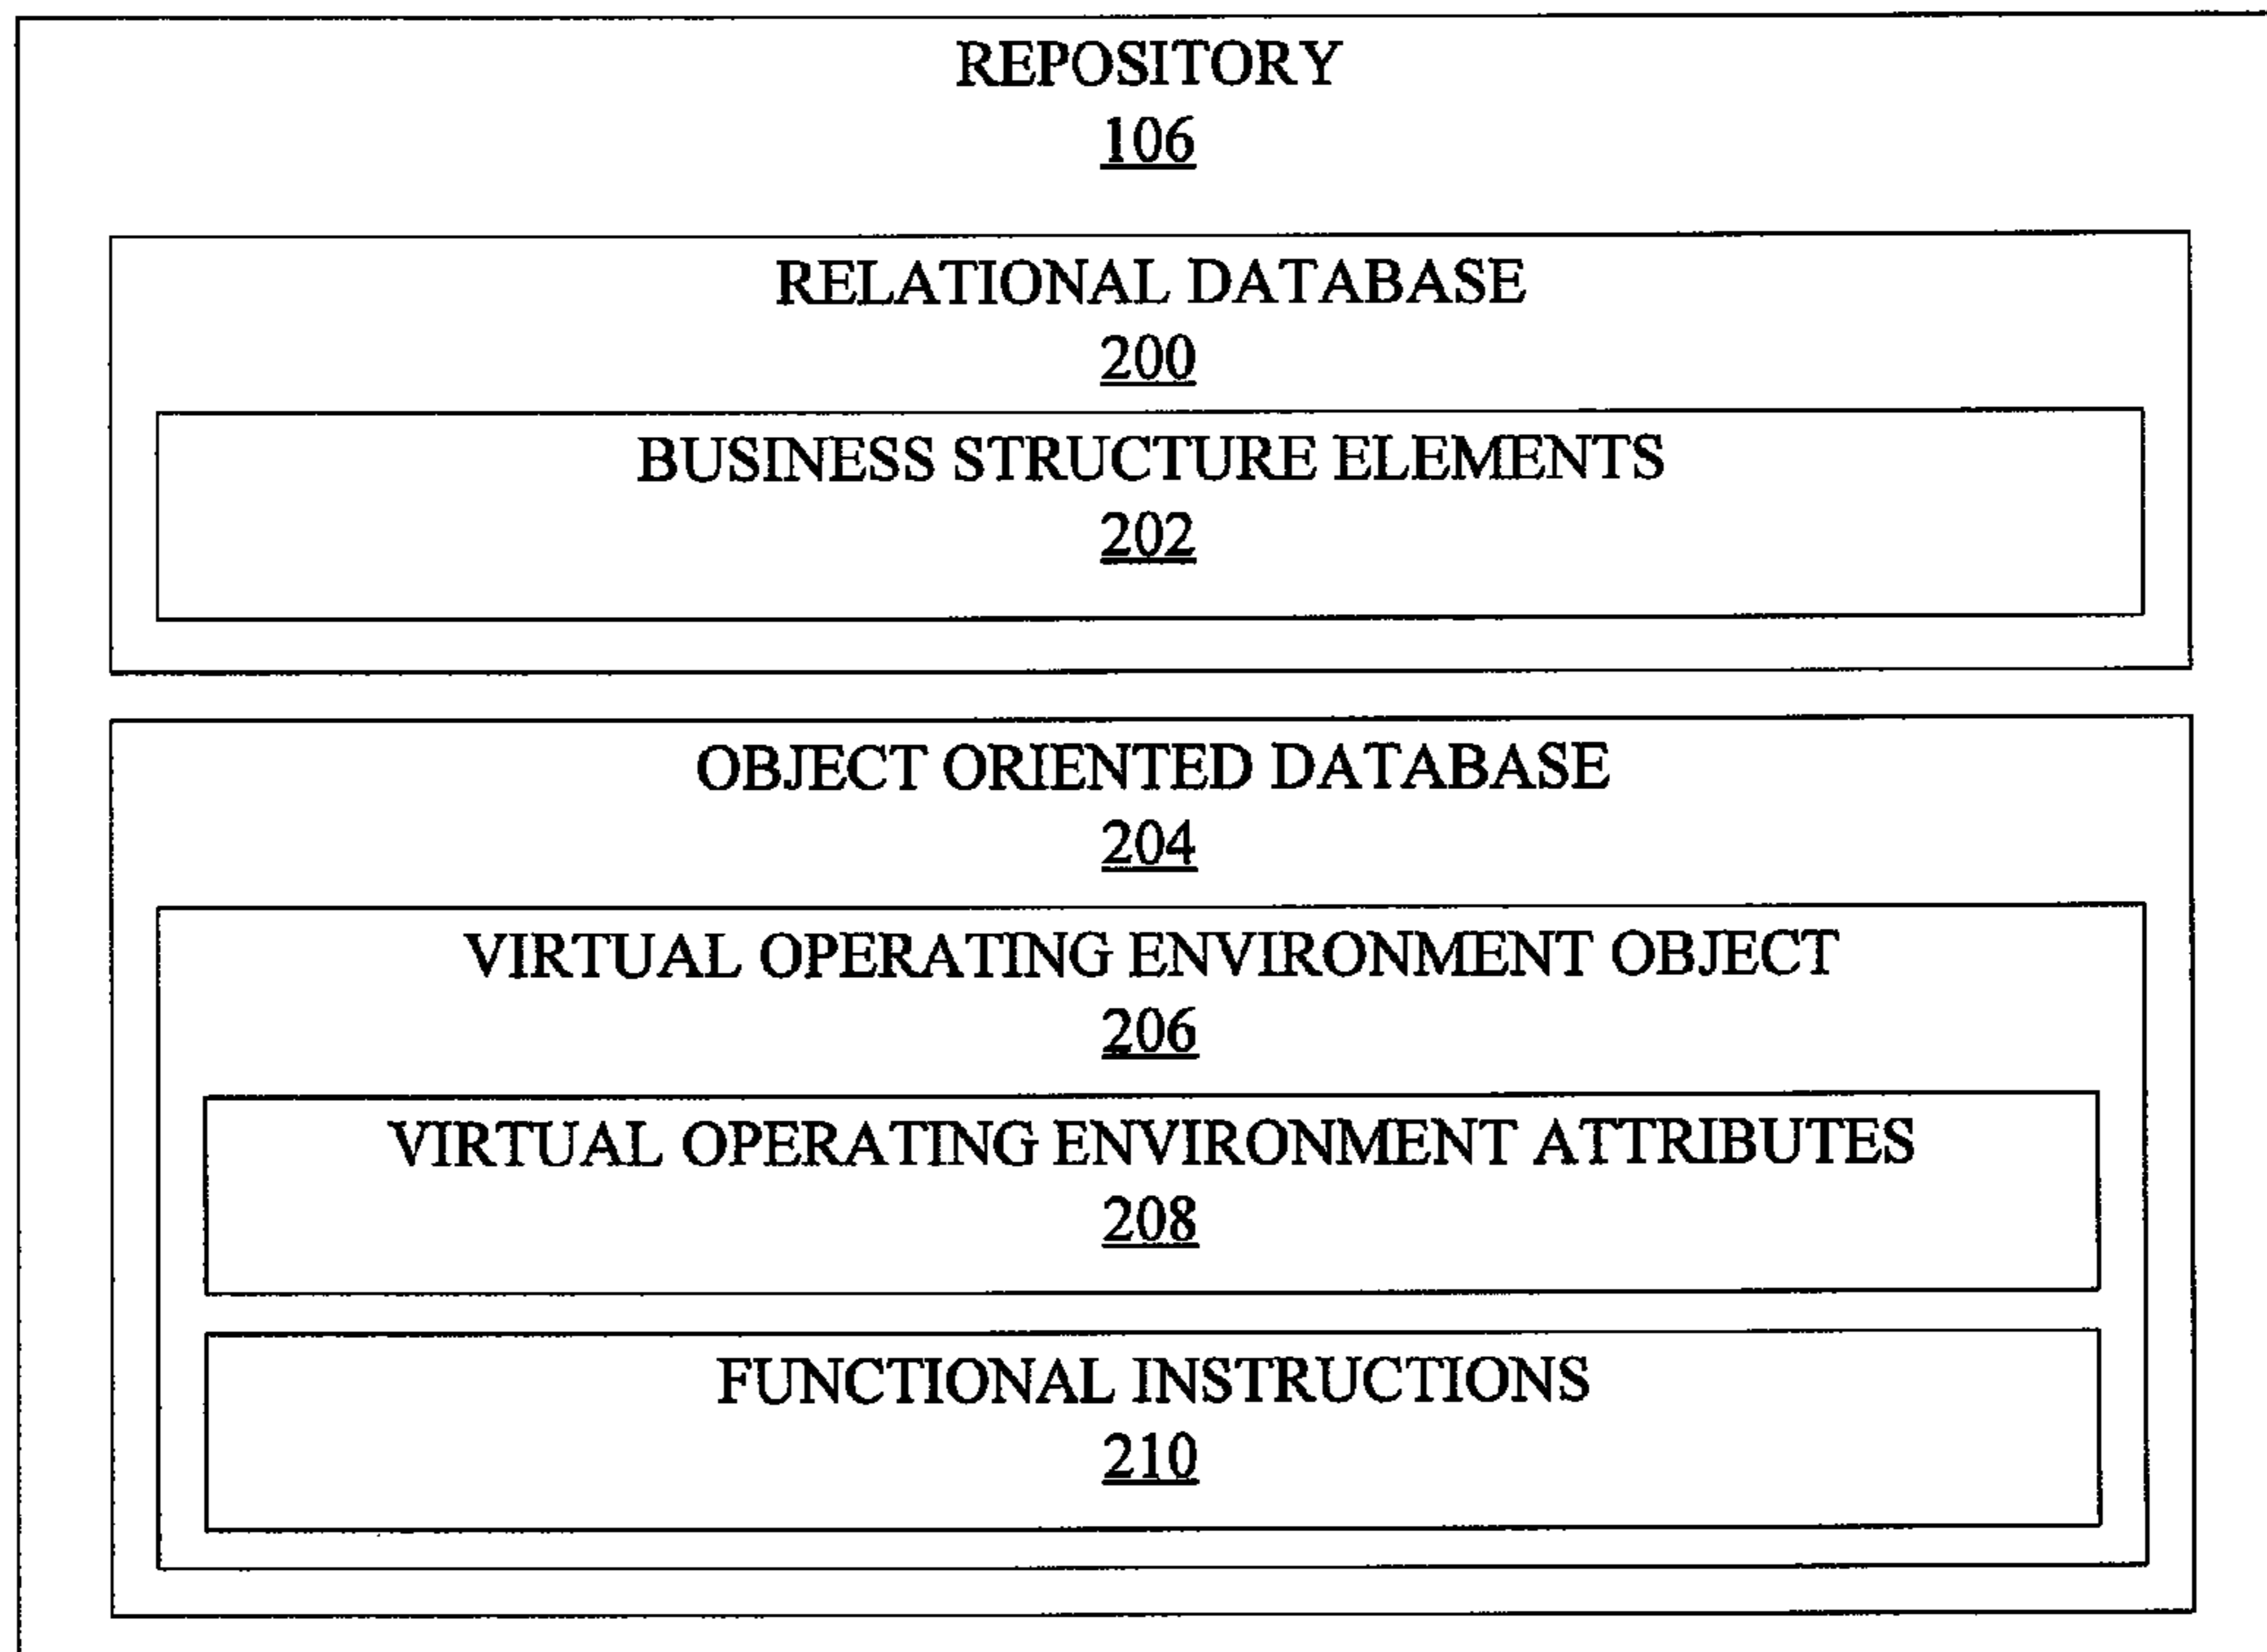 REPOSITORY
106
RELATIONAL DATABASE
200
BUSINESS STRUCTURE ELEMENTS
202
OBJECT ORIENTED DATABASE
204
VIRTUAL OPERATING ENVIRONMENT OBJECT
206
VIRTUAL OPERATING ENVIRONMENT ATTRIBUTES
208
FUNCTIONAL INSTRUCTIONS
210